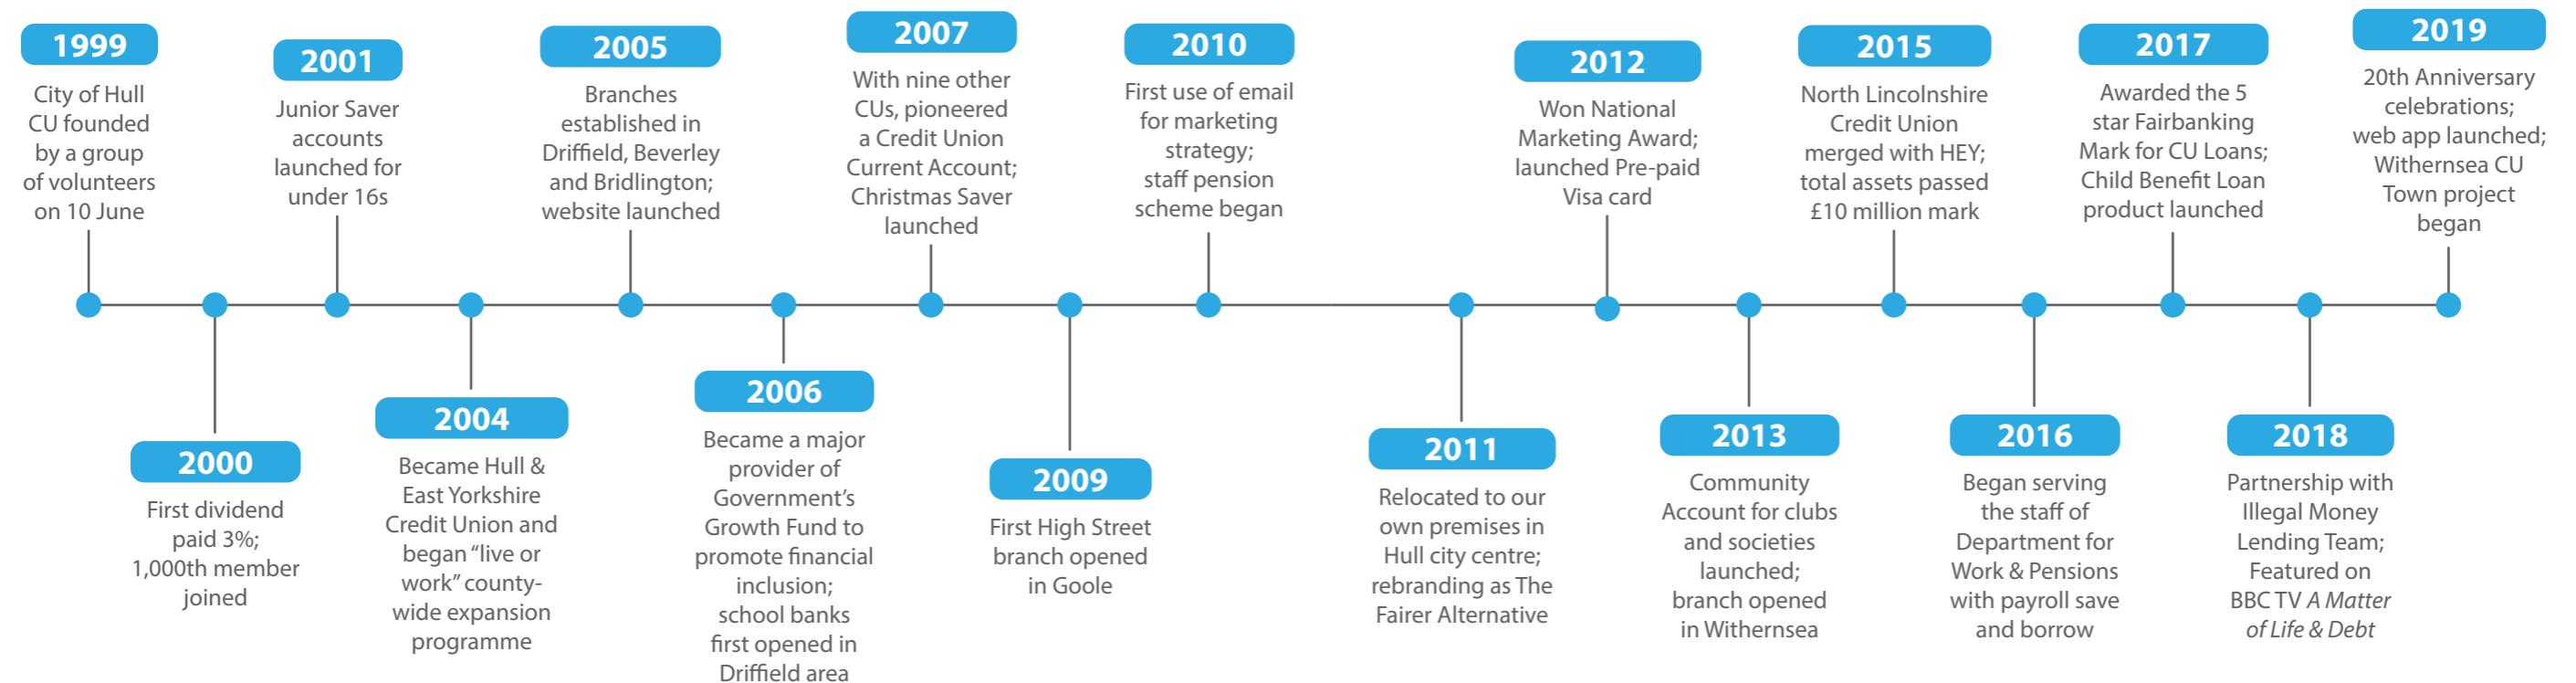 1999
City of Hull
CU founded
by a group
of volunteers
on 10 June
2000
First dividend
paid 3%;
1,000th member
joined
2001
Junior Saver
accounts
launched for
under 16s
2004
Became Hull &
East Yorkshire
Credit Union and
began “live or
work” county-
wide expansion
programme
2005
Branches
established in
Driffield, Beverley
and Bridlington;
website launched
2006
Became a major
provider of
Government’s
Growth Fund to
promote financial
inclusion;
school banks
first opened in
Driffield area
2007
With nine other
CUs, pioneered
a Credit Union
Current Account;
Christmas Saver
launched
2009
First High Street
branch opened
in Goole
2010
First use of email
for marketing
strategy;
staff pension
scheme began
2011
Relocated to our
own premises in
Hull city centre;
rebranding as The
Fairer Alternative
2012
Won National
Marketing Award;
launched Pre-paid
Visa card
2013
Community
Account for clubs
and societies
launched;
branch opened
in Withernsea
2015
North Lincolnshire
Credit Union
merged with HEY;
total assets passed
£10 million mark
2016
Began serving
the staff of
Department for
Work & Pensions
with payroll save
and borrow
2017
Awarded the 5
star Fairbanking
Mark for CU Loans;
Child Benefit Loan
product launched
2018
Partnership with
Illegal Money
Lending Team;
Featured on
BBC TV A Matter
of Life & Debt
2019
20th Anniversary
celebrations;
web app launched;
Withernsea CU
Town project
began